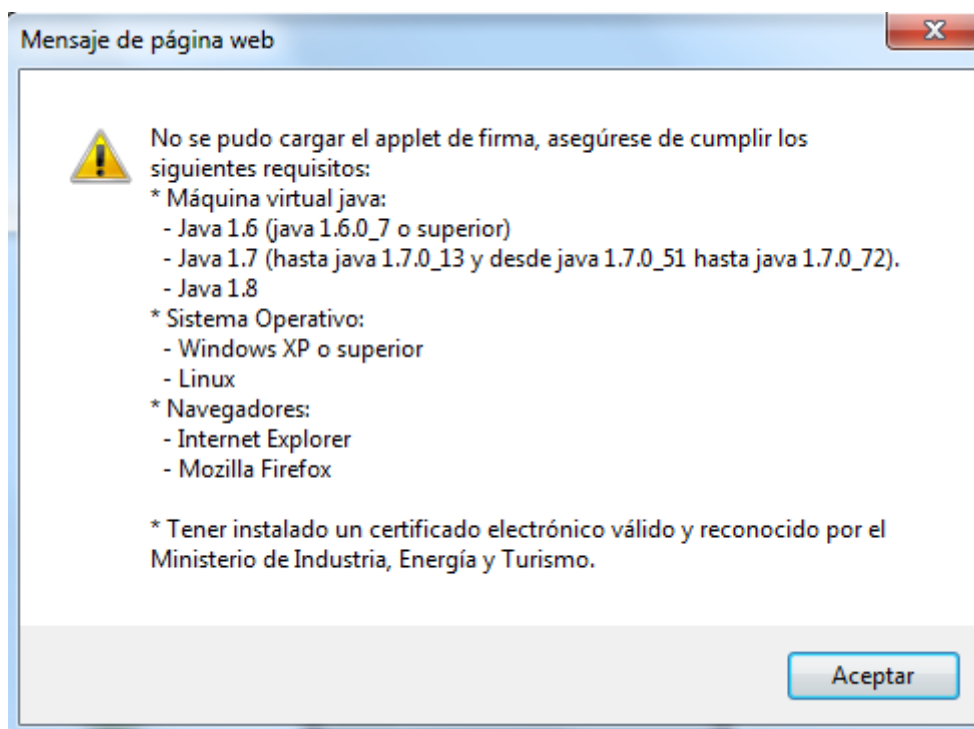 Mensaje de página web
No se pudo cargar el applet de firma, asegúrese de cumplir los
siguientes requisitos:
* Máquina virtual java:
- Java 1.6 (java 1.6.0_7 o superior)
- Java 1.7 (hasta java 1.7.0_13 y desde java 1.7.0_51 hasta java 1.7.0_72).
- Java 1.8
* Sistema Operativo:
- Windows XP o superior
- Linux
* Navegadores:
- Internet Explorer
- Mozilla Firefox
* Tener instalado un certificado electrónico válido y reconocido por el
Ministerio de Industria, Energía y Turismo.
Aceptar